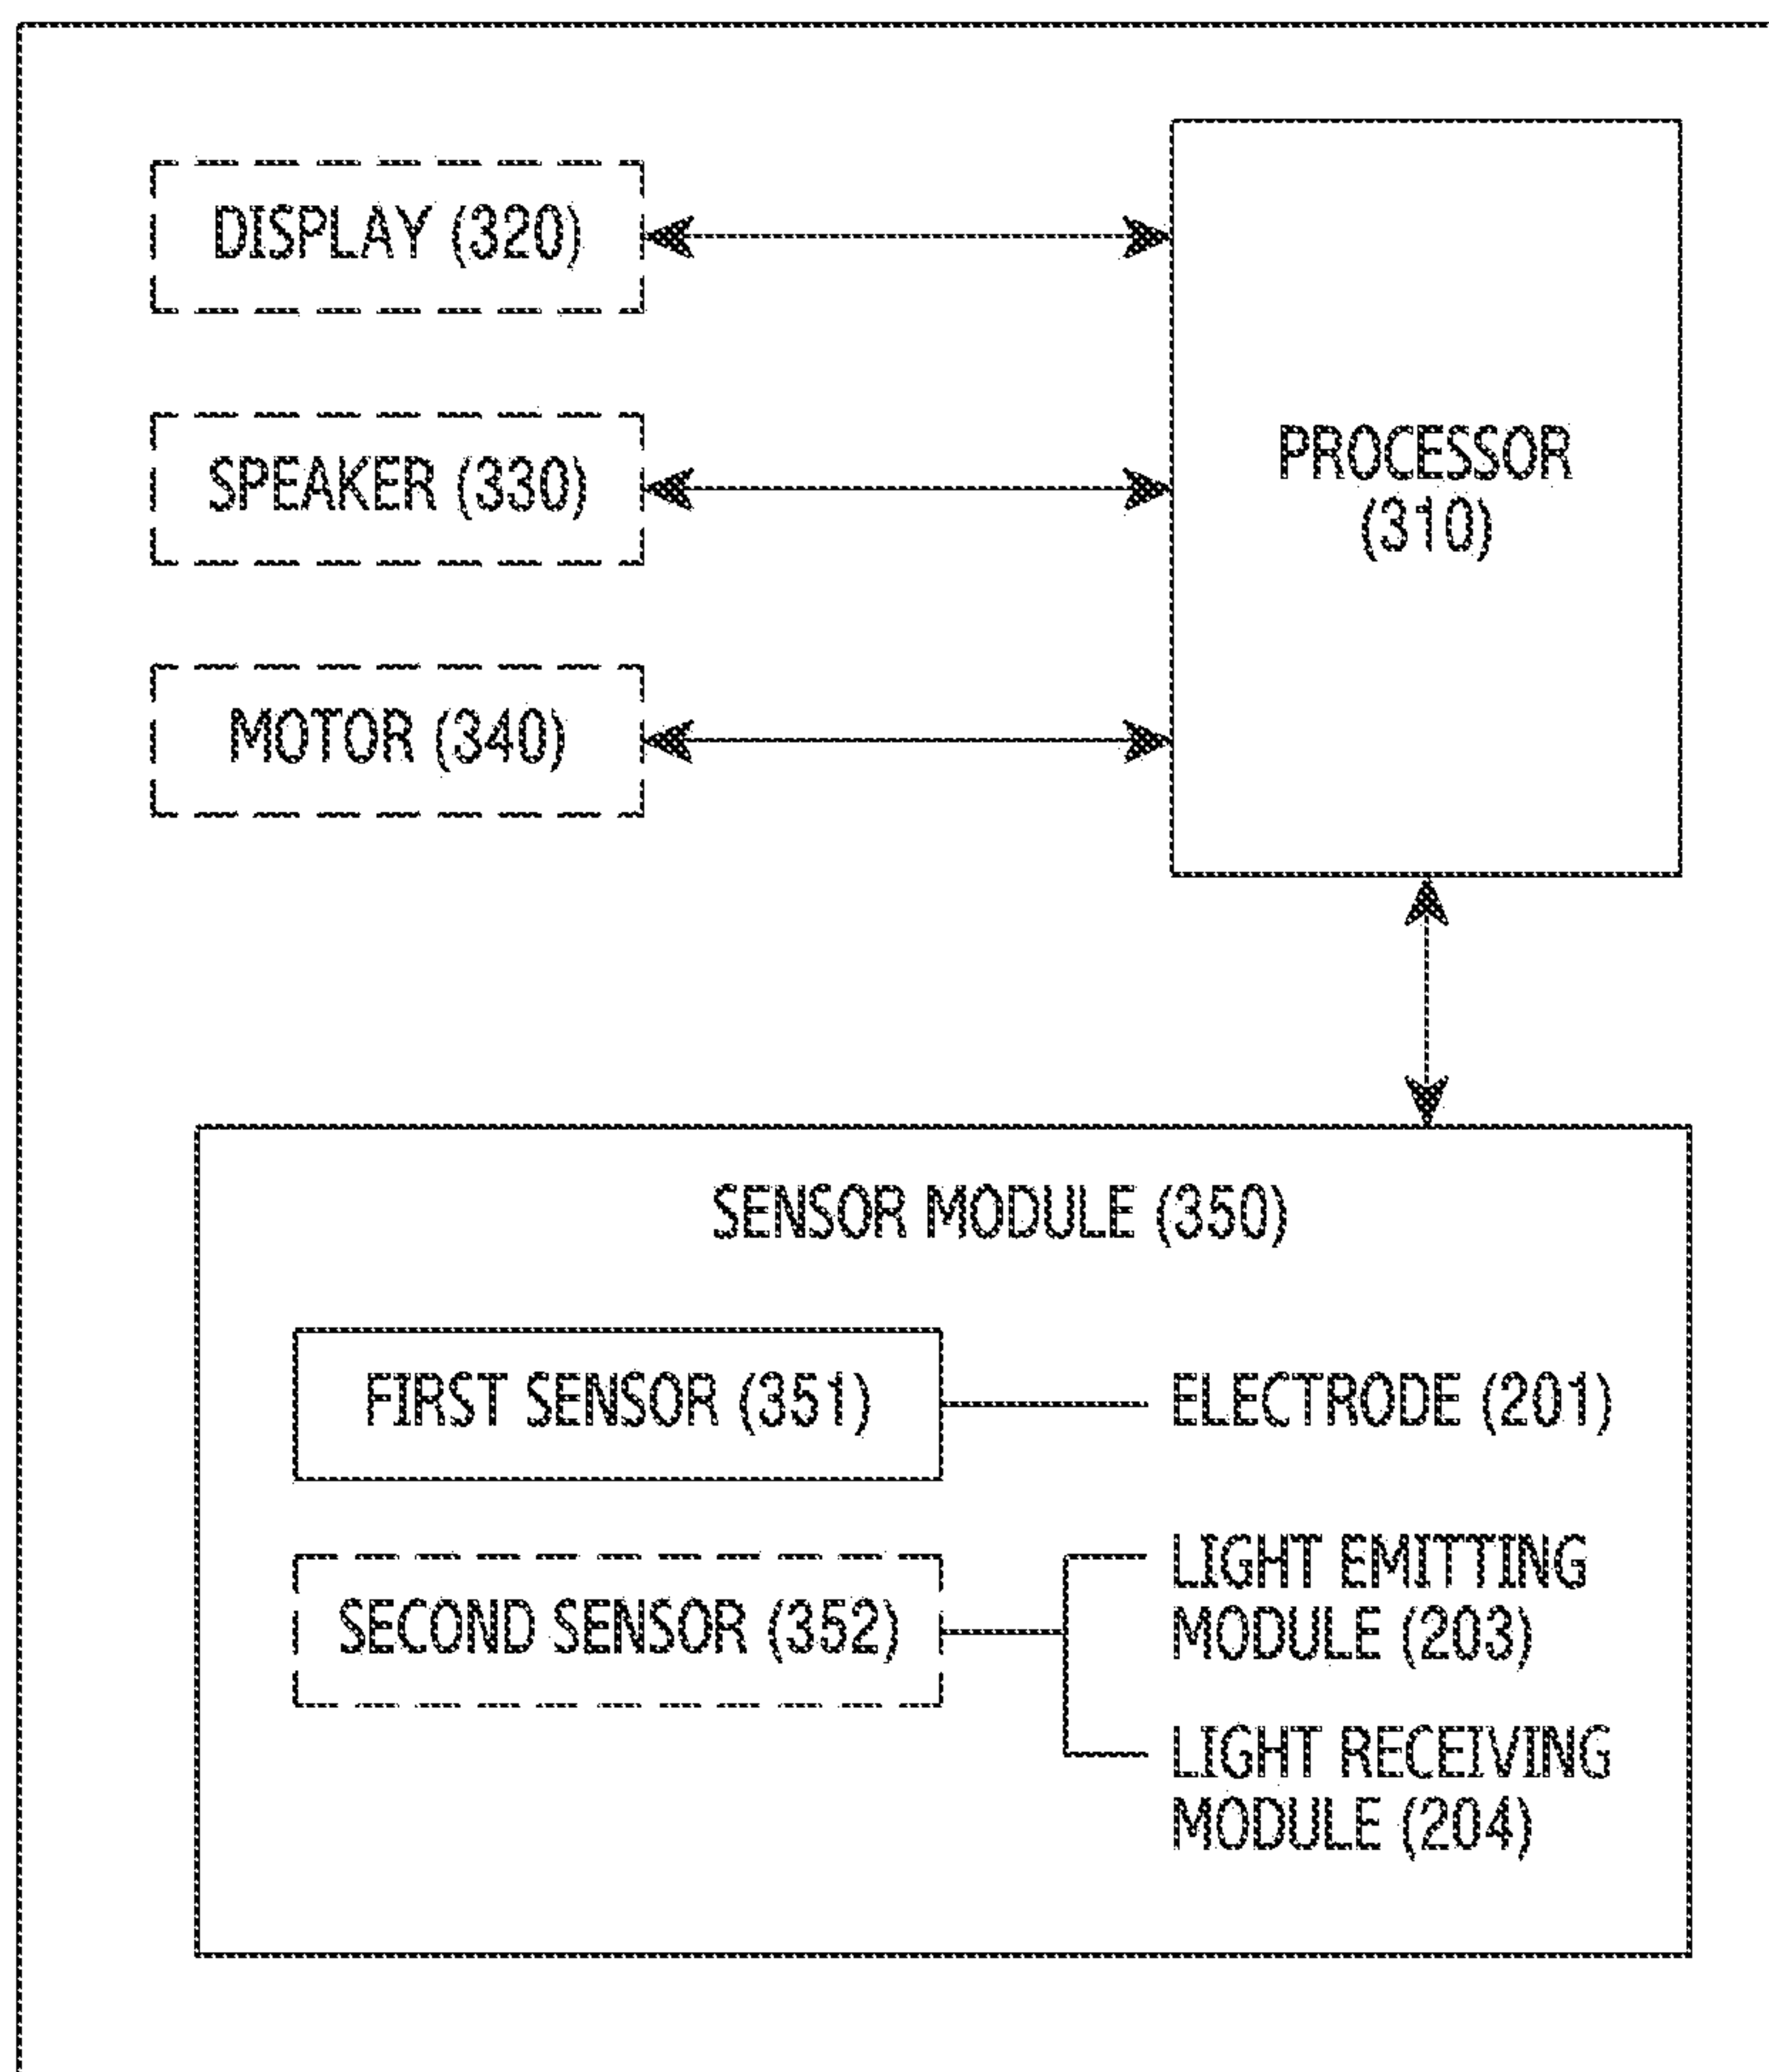 DISPLAY (320)
SPEAKER (330)
MOTOR (340)
PROCESSOR
(310)
SENSOR MODULE (350)
FIRST SENSOR (351)
ELECTRODE (201)
SECOND SENSOR (352)
LIGHT EMITTING
MODULE (203)
LIGHT RECEIVING
MODULE (204)